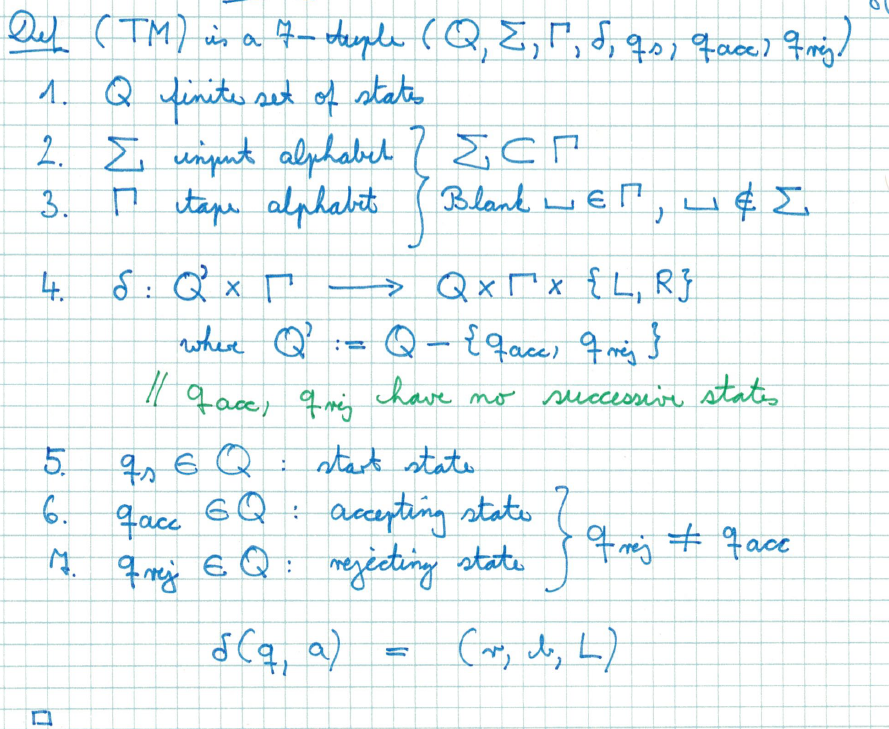 Def (TM) is a 7-tuple (Q, Σ, Γ, δ, q_s, q_acc, q_rej)
1. Q finite set of states
2. Σ input alphabet } Σ ⊂ Γ
3. Γ tape alphabet } Blank ⊔ ∈ Γ, ⊔ ∉ Σ
4. δ : Q' × Γ ⟶ Q × Γ × {L, R}
where Q' := Q − {q_acc, q_rej}
// q_acc, q_rej have no successive states
5. q_s ∈ Q : start state
6. q_acc ∈ Q : accepting state
7. q_rej ∈ Q : rejecting state } q_rej ≠ q_acc
δ(q, a) = (r, b, L)